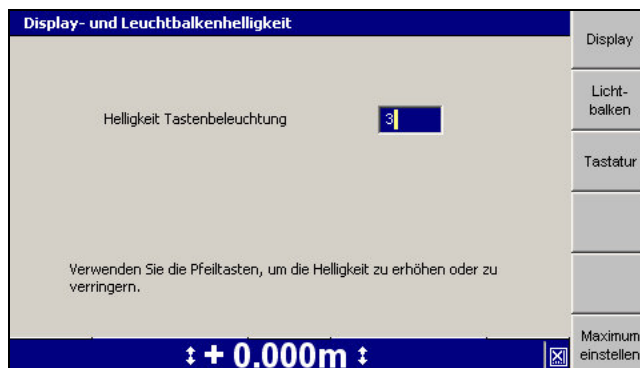 Display- und Leuchtbalkenhelligkeit
Display
Licht-
balken
Helligkeit Tastenbeleuchtung 3
Tastatur
Verwenden Sie die Pfeiltasten, um die Helligkeit zu erhöhen oder zu
verringern.
Maximum
einstellen
↕ + 0.000m ↕